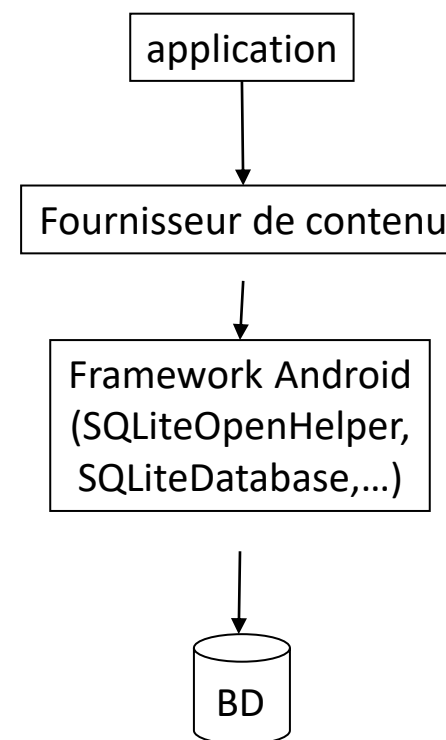 application
Fournisseur de contenu
Framework Android
(SQLiteOpenHelper,
SQLiteDatabase,…)
BD